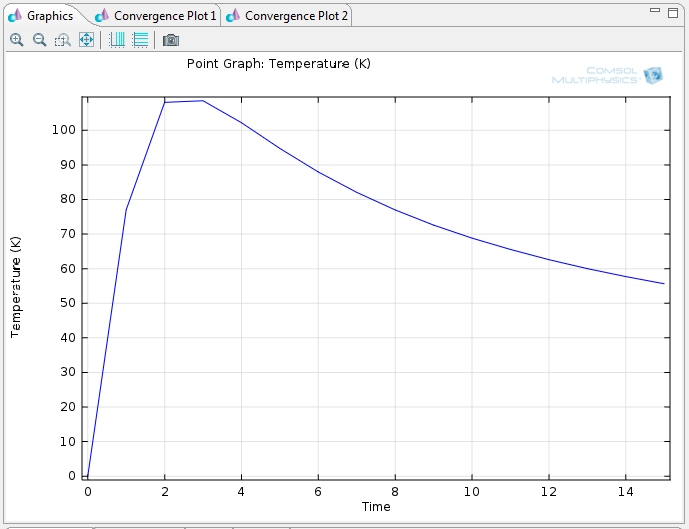 Graphics Convergence Plot 1 Convergence Plot 2
Point Graph: Temperature (K)
COMSOL
MULTIPHYSICS
100
90
80
70
60
50
40
30
20
10
0
Temperature (K)
0 2 4 6 8 10 12 14
Time